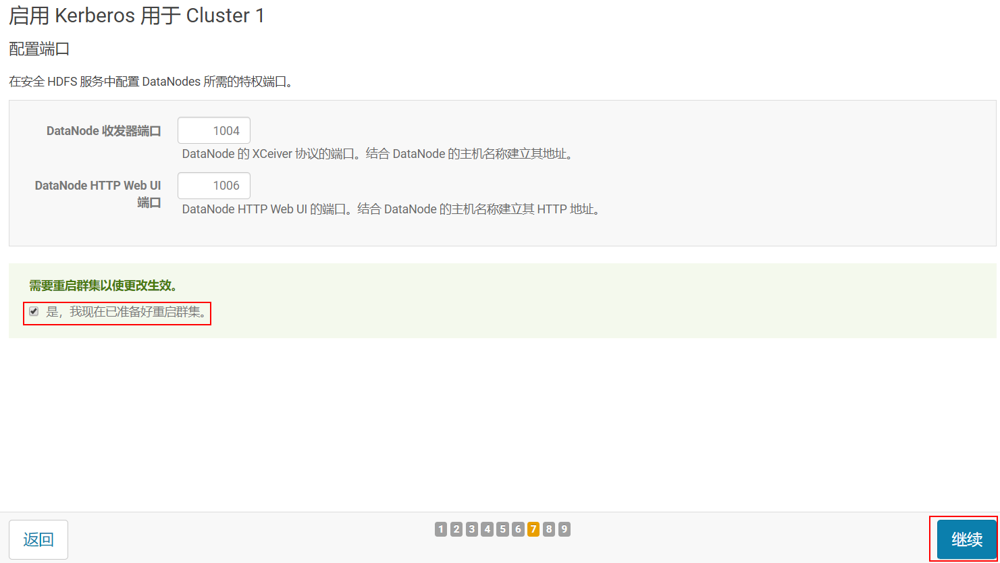 启用 Kerberos 用于 Cluster 1
配置端口
在安全 HDFS 服务中配置 DataNodes 所需的特权端口。
DataNode 收发器端口
1004
DataNode 的 XCeiver 协议的端口。结合 DataNode 的主机名称建立其地址。
DataNode HTTP Web UI
端口
1006
DataNode HTTP Web UI 的端口。结合 DataNode 的主机名称建立其 HTTP 地址。
需要重启群集以使更改生效。
是，我现在已准备好重启群集。
返回
1 2 3 4 5 6 7 8 9
继续